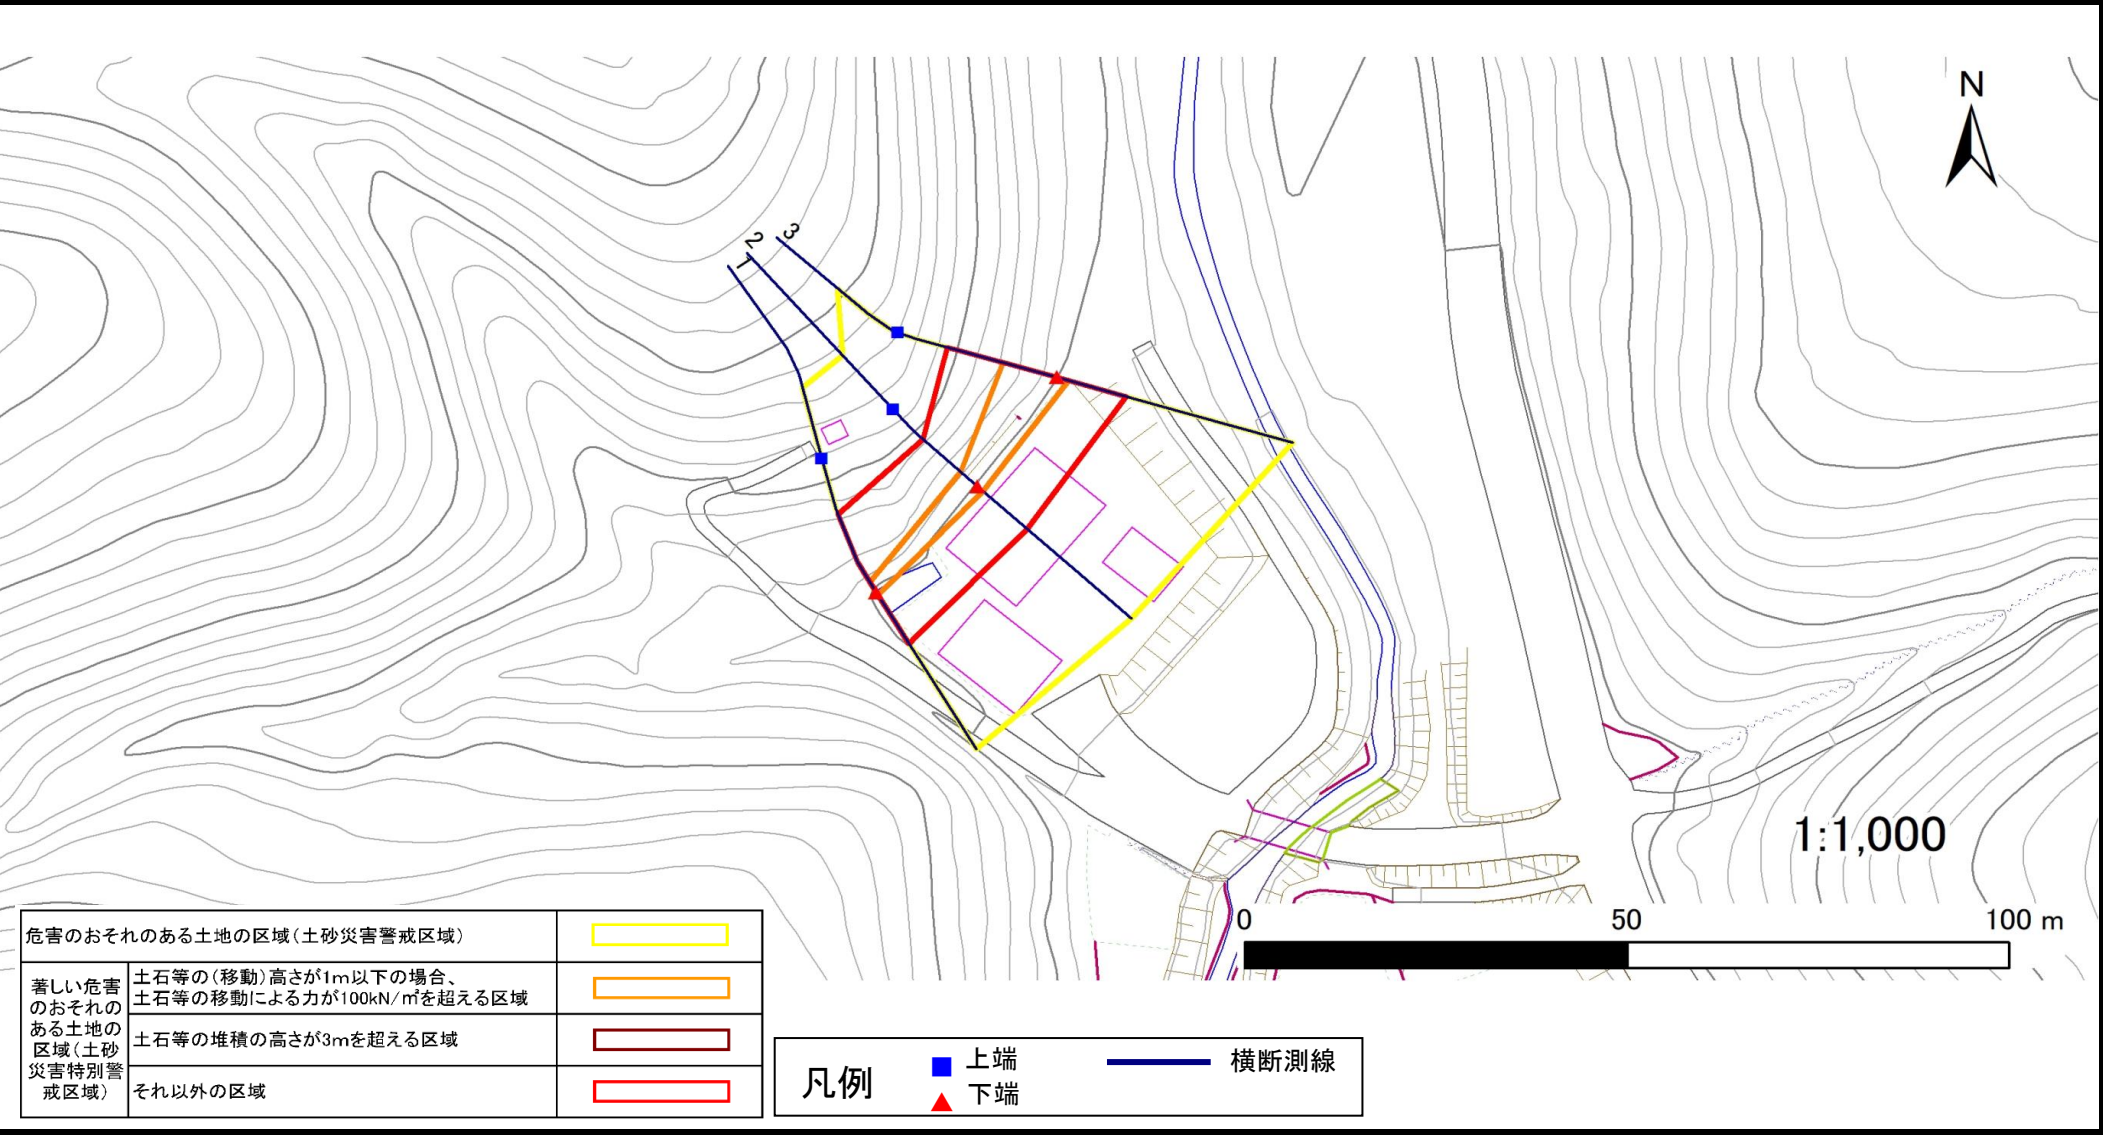 N
3
2
1
1:1,000
0 50 100 m
危害のおそれのある土地の区域(土砂災害警戒区域)
著しい危害
のおそれの
ある土地の
区域(土砂
災害特別警
戒区域)
土石等の(移動)高さが1m以下の場合、
土石等の移動による力が100kN/㎡を超える区域
土石等の堆積の高さが3mを超える区域
それ以外の区域
凡例
上端
下端
横断測線